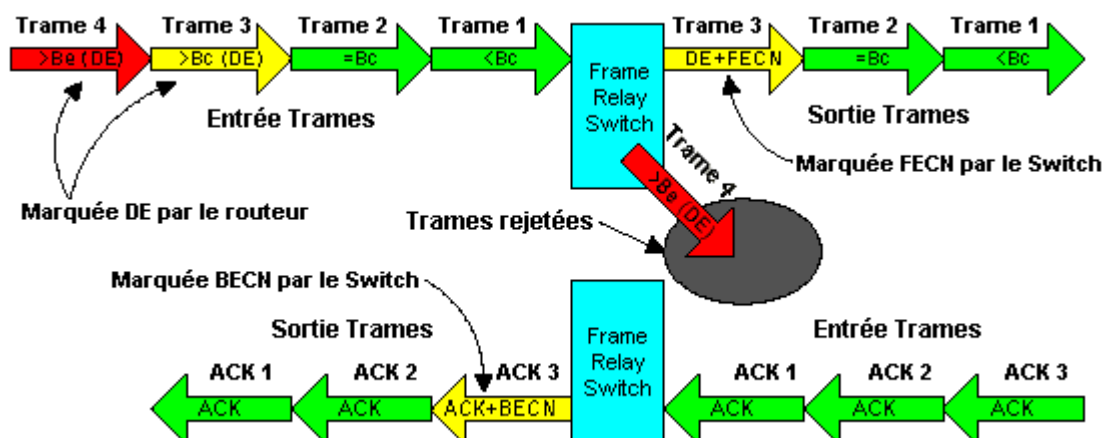 Trame 4 Trame 3 Trame 2 Trame 1 Trame 3 Trame 2 Trame 1
>Be (DE) >Bc (DE) =Bc <Bc DE+FECN =Bc <Bc
Frame
Relay
Switch
Entrée Trames
Sortie Trames
Trame 4
>Be (DE)
Marquée FECN par le Switch
Marquée DE par le routeur
Trames rejetées
Marquée BECN par le Switch
Sortie Trames
Entrée Trames
Frame
Relay
Switch
ACK 1 ACK 2 ACK 3 ACK 1 ACK 2 ACK 3
ACK ACK ACK+BECN ACK ACK ACK